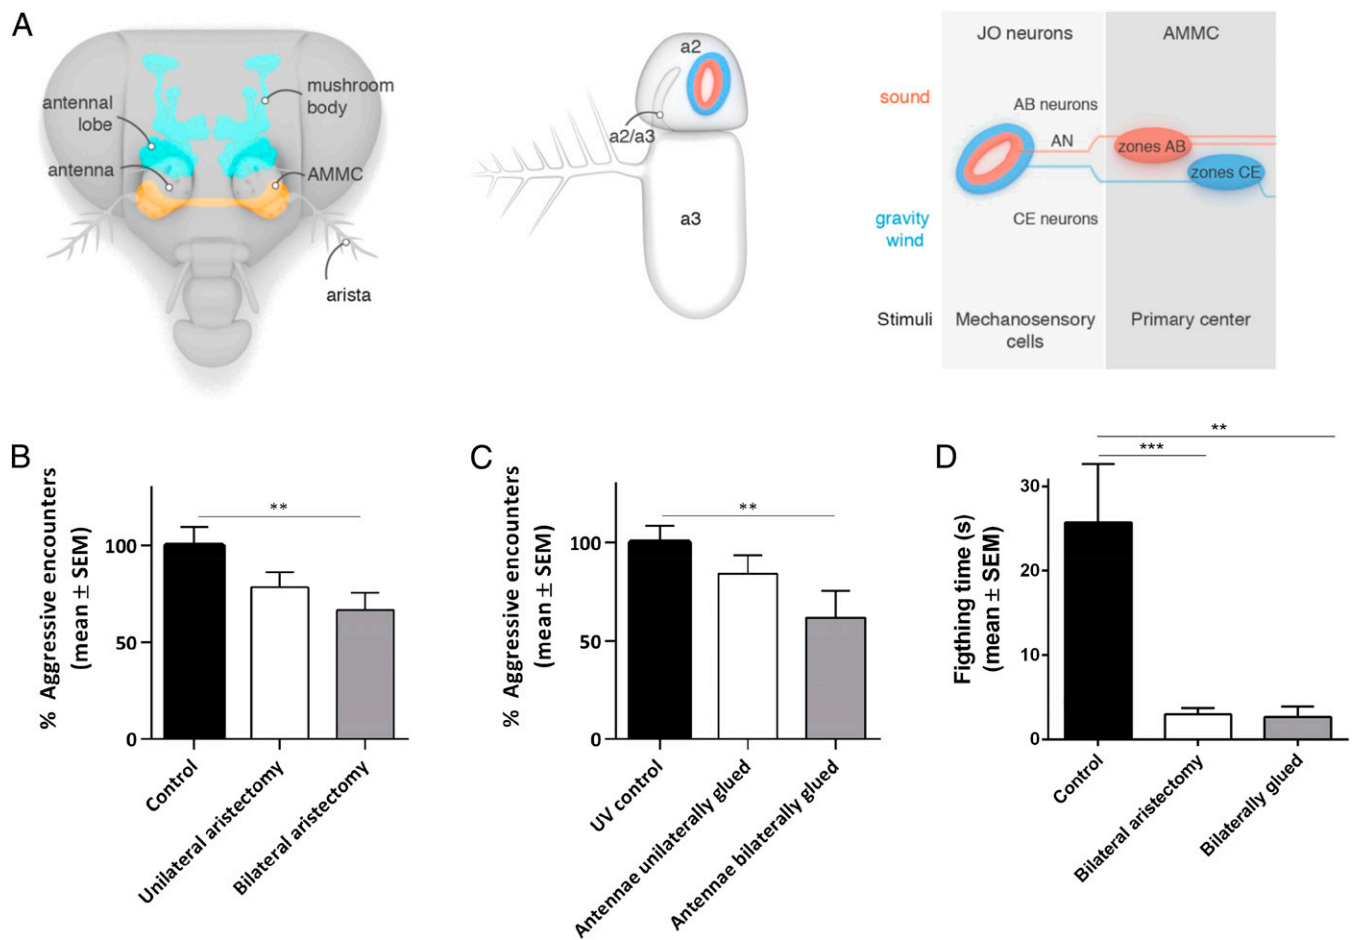 A
antennal
lobe
antenna
mushroom
body
AMMC
arista
a2
a2/a3
a3
JO neurons
AMMC
sound
AB neurons
AN
zones AB
zones CE
gravity
wind
CE neurons
Stimuli
Mechanosensory
cells
Primary center
B
% Aggressive encounters
(mean ± SEM)
100
50
0
**
Control
Unilateral aristectomy
Bilateral aristectomy
C
% Aggressive encounters
(mean ± SEM)
100
50
0
**
UV control
Antennae unilaterally glued
Antennae bilaterally glued
D
Figthing time (s)
(mean ± SEM)
30
20
10
0
**
***
Control
Bilateral aristectomy
Bilaterally glued